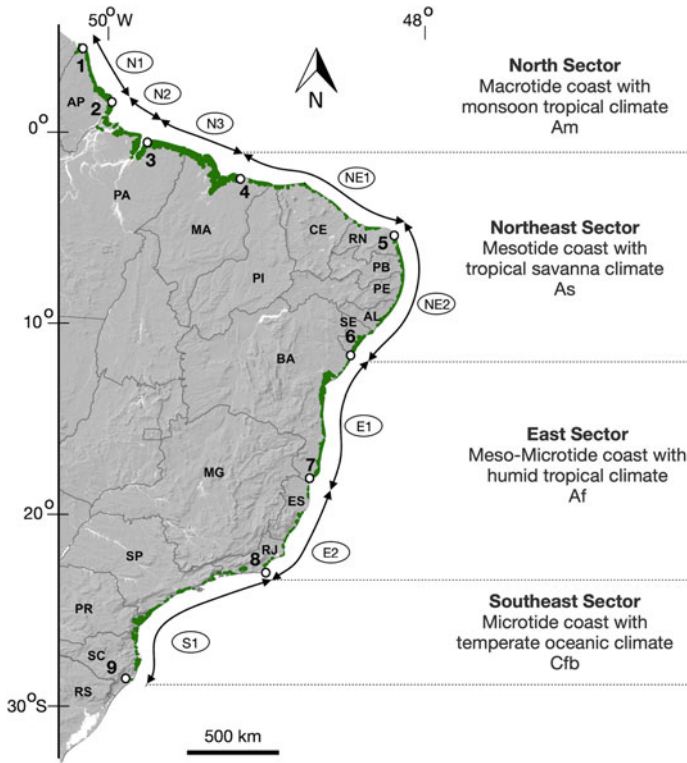 50°W
48°
1
N1
AP
2
N2
N3
0°
3
4
NE1
PA
MA
CE
RN
5
PB
PI
PE
AL
NE2
SE
6
10°
BA
E1
7
MG
ES
20°
SP
RJ
8
E2
PR
S1
SC
9
RS
30°S
N
500 km
North Sector
Macrotide coast with
monsoon tropical climate
Am
Northeast Sector
Mesotide coast with
tropical savanna climate
As
East Sector
Meso-Microtide coast with
humid tropical climate
Af
Southeast Sector
Microtide coast with
temperate oceanic climate
Cfb